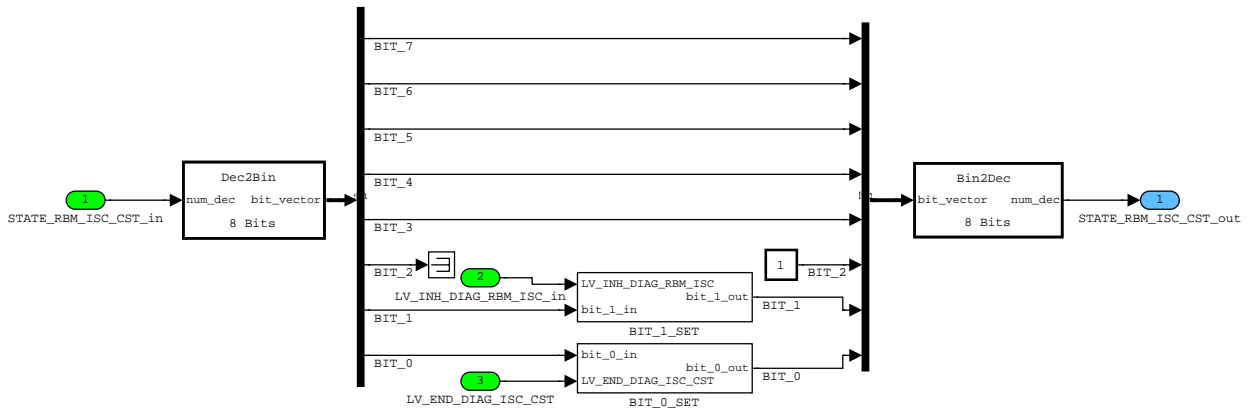 BIT_7
BIT_6
BIT_5
BIT_4
BIT_3
BIT_2
BIT_1
BIT_0
1
STATE_RBM_ISC_CST_in
Dec2Bin
num_dec bit_vector
8 Bits
2
LV_INH_DIAG_RBM_ISC_in
LV_INH_DIAG_RBM_ISC
bit_1_in
bit_1_out
BIT_1_SET
3
LV_END_DIAG_ISC_CST
bit_0_in
LV_END_DIAG_ISC_CST
bit_0_out
BIT_0_SET
1
BIT_2
BIT_1
BIT_0
Bin2Dec
bit_vector num_dec
8 Bits
1
STATE_RBM_ISC_CST_out